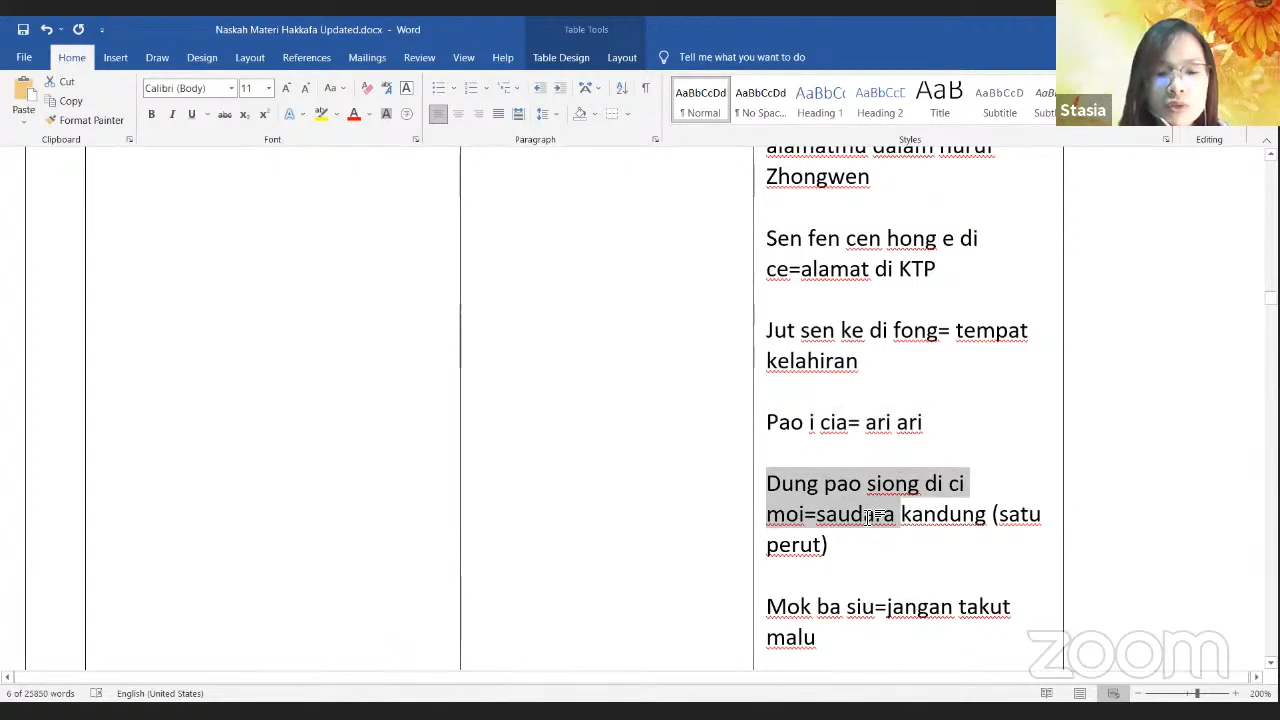 Naskah Materi Hakkafa Updated.docx - Word
Table Tools
File Home Insert Draw Design Layout References Mailings Review View Help Table Design Layout Tell me what you want to do
Stasia
Paste
Cut
Copy
Format Painter
Calibri (Body) 11
AaBbCcDd AaBbCcDd AaBbCc AaBbCcE AaB AaBbCcD
¶ Normal ¶ No Spac... Heading 1 Heading 2 Title Subtitle
Clipboard Font Paragraph Styles Editing
alamatmu dalam huruf
Zhongwen
Sen fen cen hong e di
ce=alamat di KTP
Jut sen ke di fong= tempat
kelahiran
Pao i cia= ari ari
Dung pao siong di ci
moi=saudara kandung (satu
perut)
Mok ba siu=jangan takut
malu
zoom
6 of 25850 words English (United States) 200%